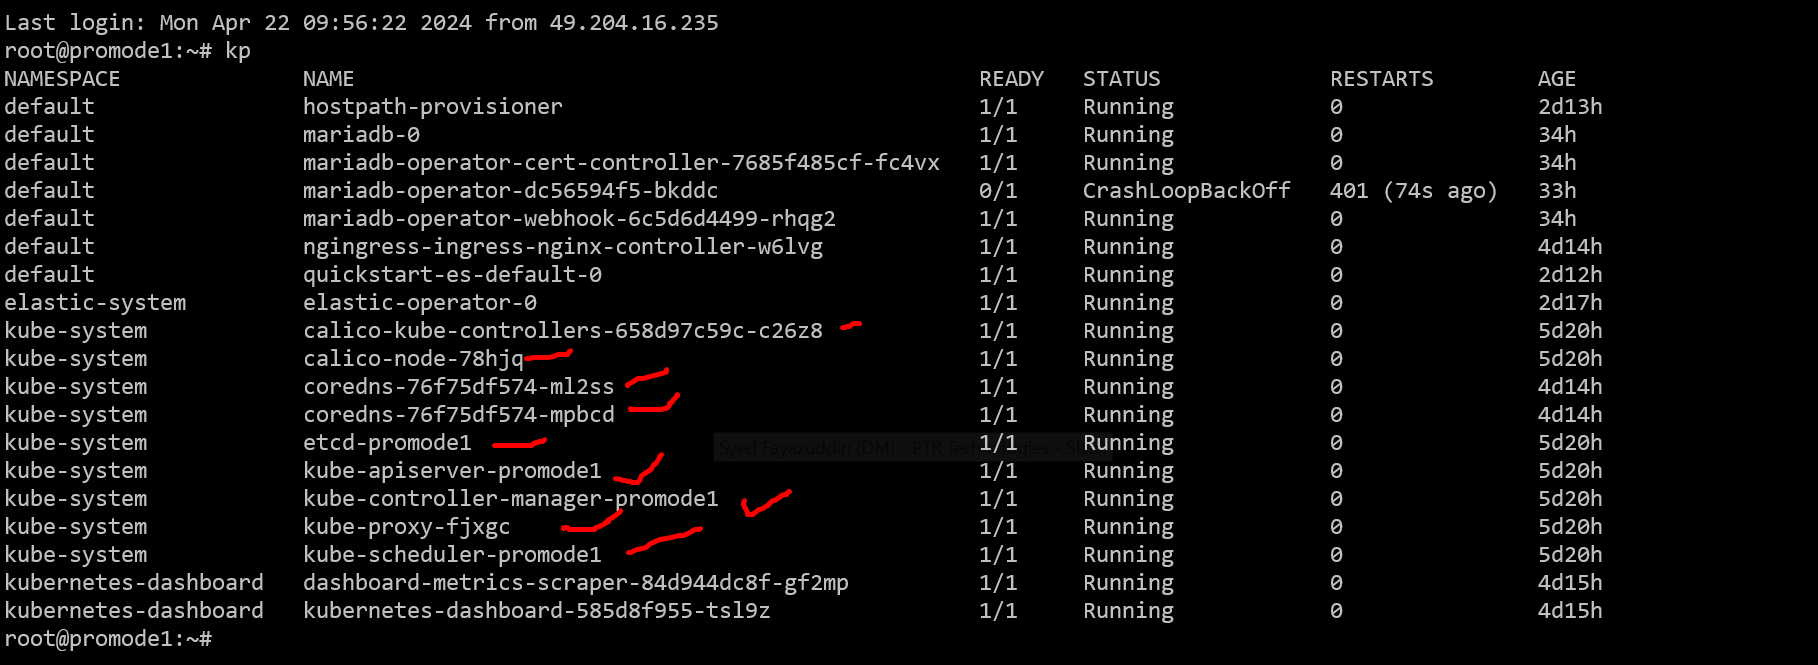 Last login: Mon Apr 22 09:56:22 2024 from 49.204.16.235
root@promode1:~# kp
NAMESPACE NAME READY STATUS RESTARTS AGE
default hostpath-provisioner 1/1 Running 0 2d13h
default mariadb-0 1/1 Running 0 34h
default mariadb-operator-cert-controller-7685f485cf-fc4vx 1/1 Running 0 34h
default mariadb-operator-dc56594f5-bkddc 0/1 CrashLoopBackOff 401 (74s ago) 33h
default mariadb-operator-webhook-6c5d6d4499-rhqg2 1/1 Running 0 34h
default ngingress-ingress-nginx-controller-w6lvg 1/1 Running 0 4d14h
default quickstart-es-default-0 1/1 Running 0 2d12h
elastic-system elastic-operator-0 1/1 Running 0 2d17h
kube-system calico-kube-controllers-658d97c59c-c26z8 1/1 Running 0 5d20h
kube-system calico-node-78hjq 1/1 Running 0 5d20h
kube-system coredns-76f75df574-ml2ss 1/1 Running 0 4d14h
kube-system coredns-76f75df574-mpbcd 1/1 Running 0 4d14h
kube-system etcd-promode1 1/1 Running 0 5d20h
Syed Fayazuddin (DM) - PTR
kube-system kube-apiserver-promode1 1/1 Running 0 5d20h
kube-system kube-controller-manager-promode1 1/1 Running 0 5d20h
kube-system kube-proxy-fjxgc 1/1 Running 0 5d20h
kube-system kube-scheduler-promode1 1/1 Running 0 5d20h
kubernetes-dashboard dashboard-metrics-scraper-84d944dc8f-gf2mp 1/1 Running 0 4d15h
kubernetes-dashboard kubernetes-dashboard-585d8f955-tsl9z 1/1 Running 0 4d15h
root@promode1:~#